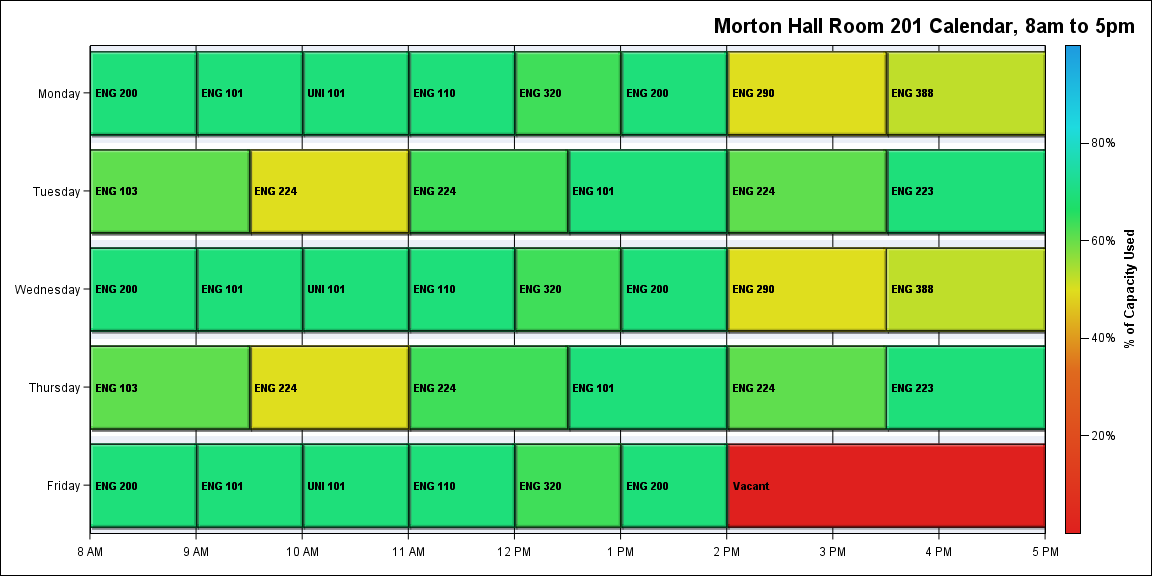 Morton Hall Room 201 Calendar, 8am to 5pm
Monday
ENG 200
ENG 101
UNI 101
ENG 110
ENG 320
ENG 200
ENG 290
ENG 388
Tuesday
ENG 103
ENG 224
ENG 224
ENG 101
ENG 224
ENG 223
Wednesday
ENG 200
ENG 101
UNI 101
ENG 110
ENG 320
ENG 200
ENG 290
ENG 388
Thursday
ENG 103
ENG 224
ENG 224
ENG 101
ENG 224
ENG 223
Friday
ENG 200
ENG 101
UNI 101
ENG 110
ENG 320
ENG 200
Vacant
8 AM
9 AM
10 AM
11 AM
12 PM
1 PM
2 PM
3 PM
4 PM
5 PM
80%
60%
40%
20%
% of Capacity Used